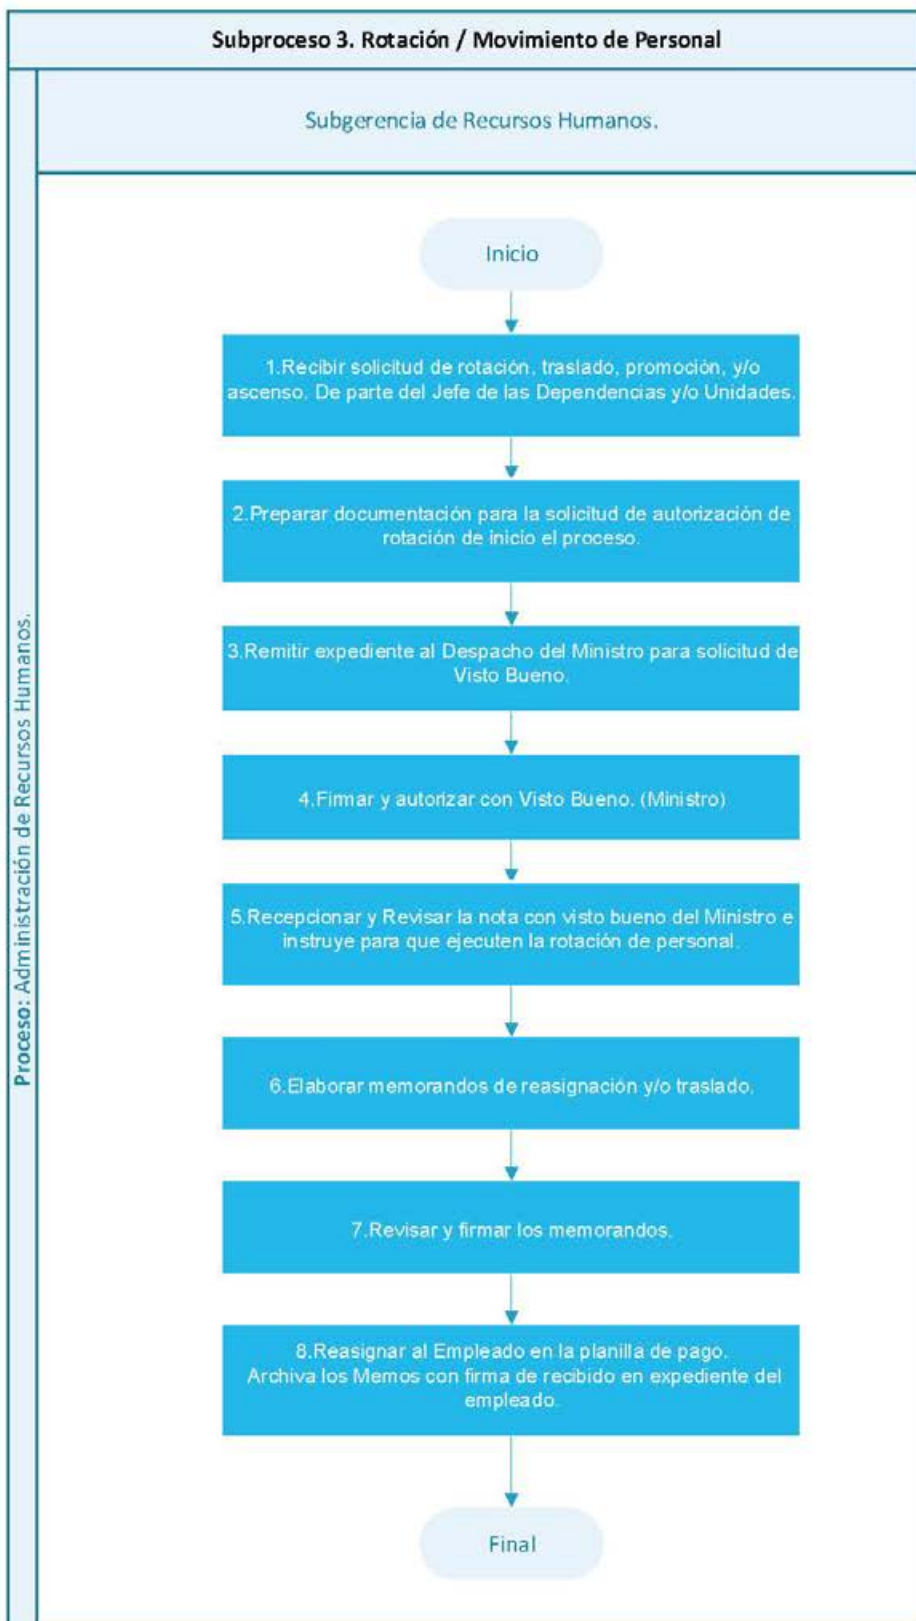 Subproceso 3. Rotación / Movimiento de Personal
Subgerencia de Recursos Humanos.
Proceso: Administración de Recursos Humanos.
Inicio
1.Recibir solicitud de rotación, traslado, promoción, y/o
ascenso. De parte del Jefe de las Dependencias y/o Unidades.
2.Preparar documentación para la solicitud de autorización de
rotación de inicio el proceso.
3.Remitir expediente al Despacho del Ministro para solicitud de
Visto Bueno.
4.Firmar y autorizar con Visto Bueno. (Ministro)
5.Recepcionar y Revisar la nota con visto bueno del Ministro e
instruye para que ejecuten la rotación de personal.
6.Elaborar memorandos de reasignación y/o traslado.
7.Revisar y firmar los memorandos.
8.Reasignar al Empleado en la planilla de pago.
Archiva los Memos con firma de recibido en expediente del
empleado.
Final